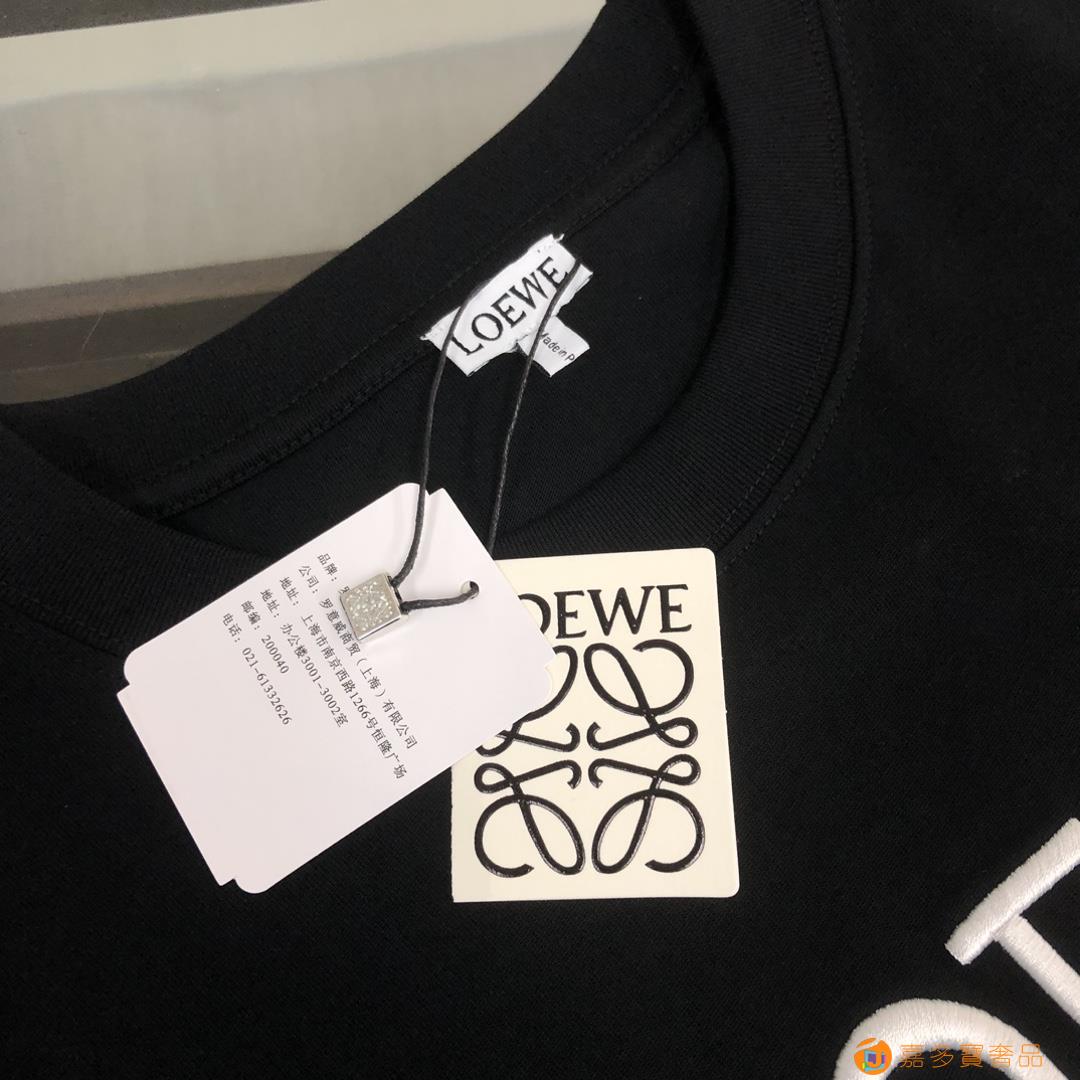 LOEWE
Made in P
品牌：
公司：罗意威商贸（上海）有限公司
地址：上海市南京西路1266号恒隆广场
地址：办公楼3001-3002室
邮编：200040
电话：021-61332626
OEWE
嘉多寶奢品